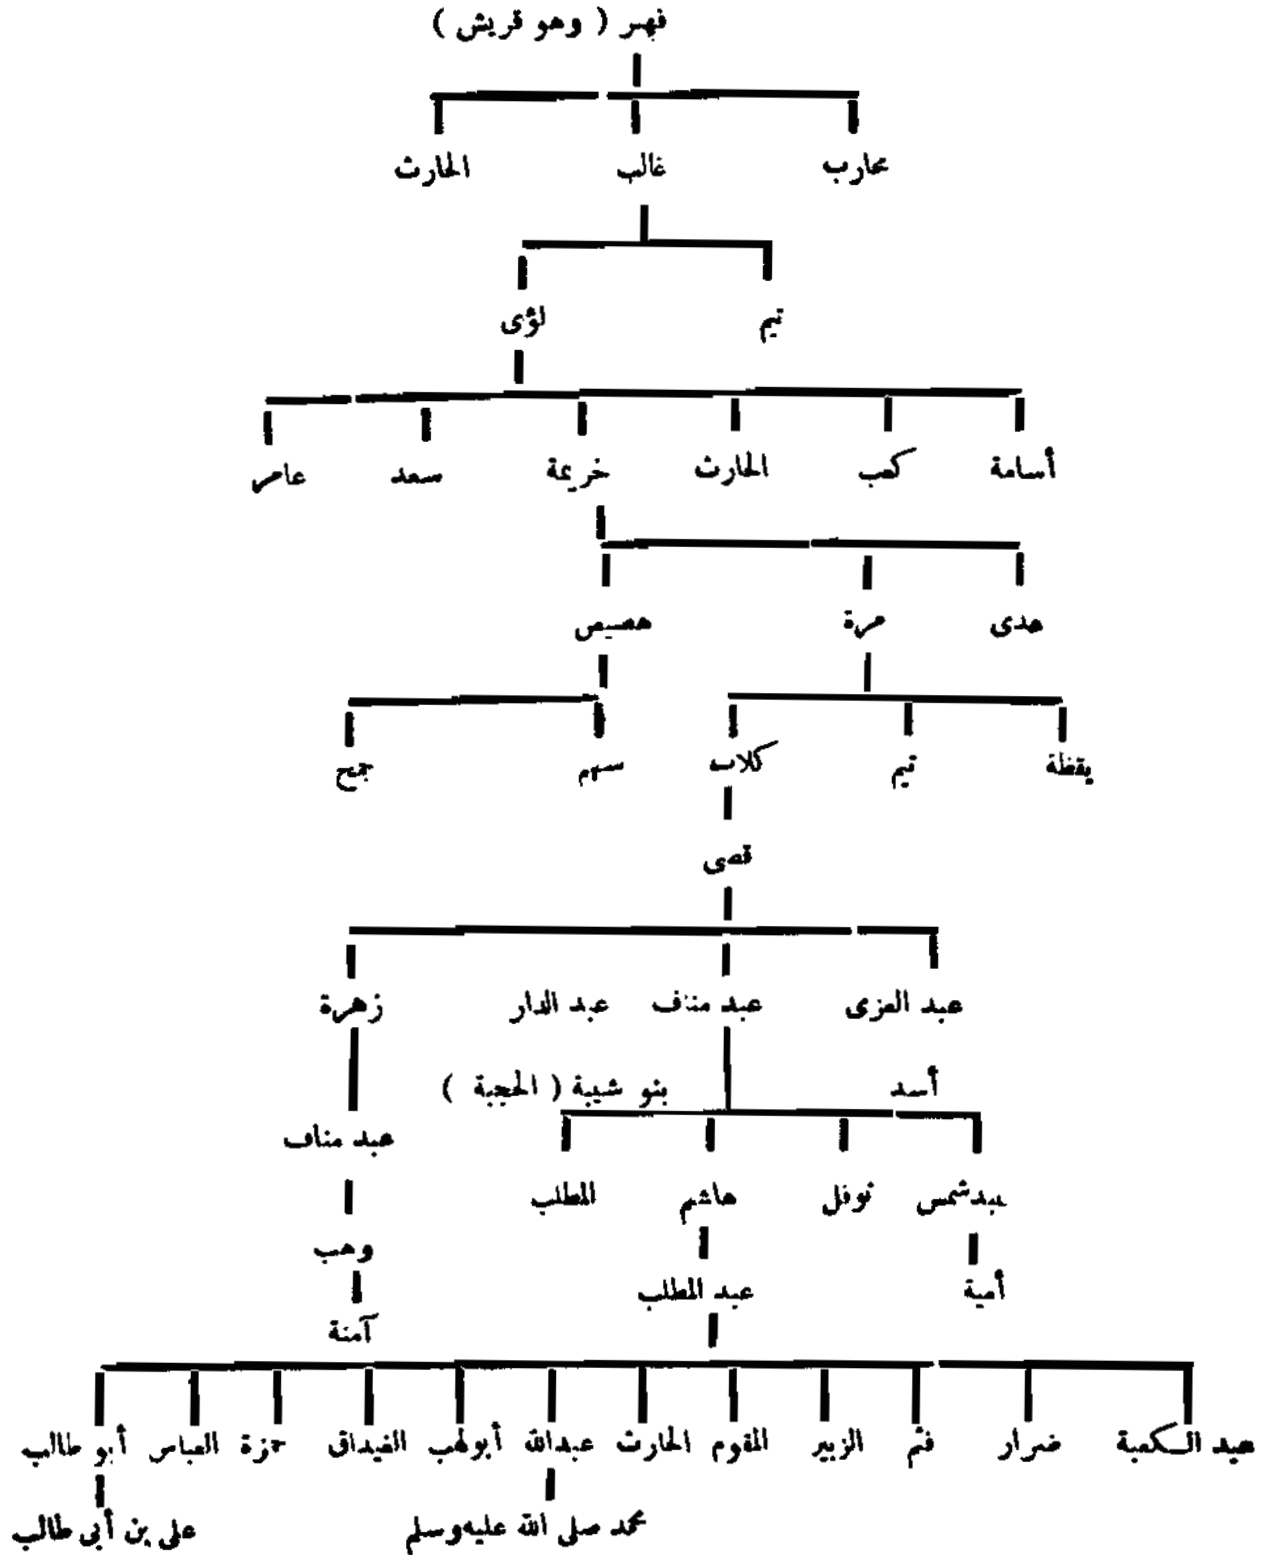 فهر ( وهو قريش )
محارب غالب الحارث
تيم لؤى
أسامة كعب الحارث خريمة سعد عامر
هدى مرة هصيص
يقظة تيم كلاب سهم جمح
قصى
عبد العزى عبد مناف عبد الدار زهرة
أسد بنو شيبة ( الحجبة )
عبد مناف
عبدشمس نوفل هاشم المطلب
وهب
أمية عبد المطلب
آمنة
عبد الكعبة ضرار قثم الزبير المقوم الحارث عبدالله أبولهب الغيداق حمزة العباس أبو طالب
محمد صلى الله عليه وسلم على بن أبى طالب